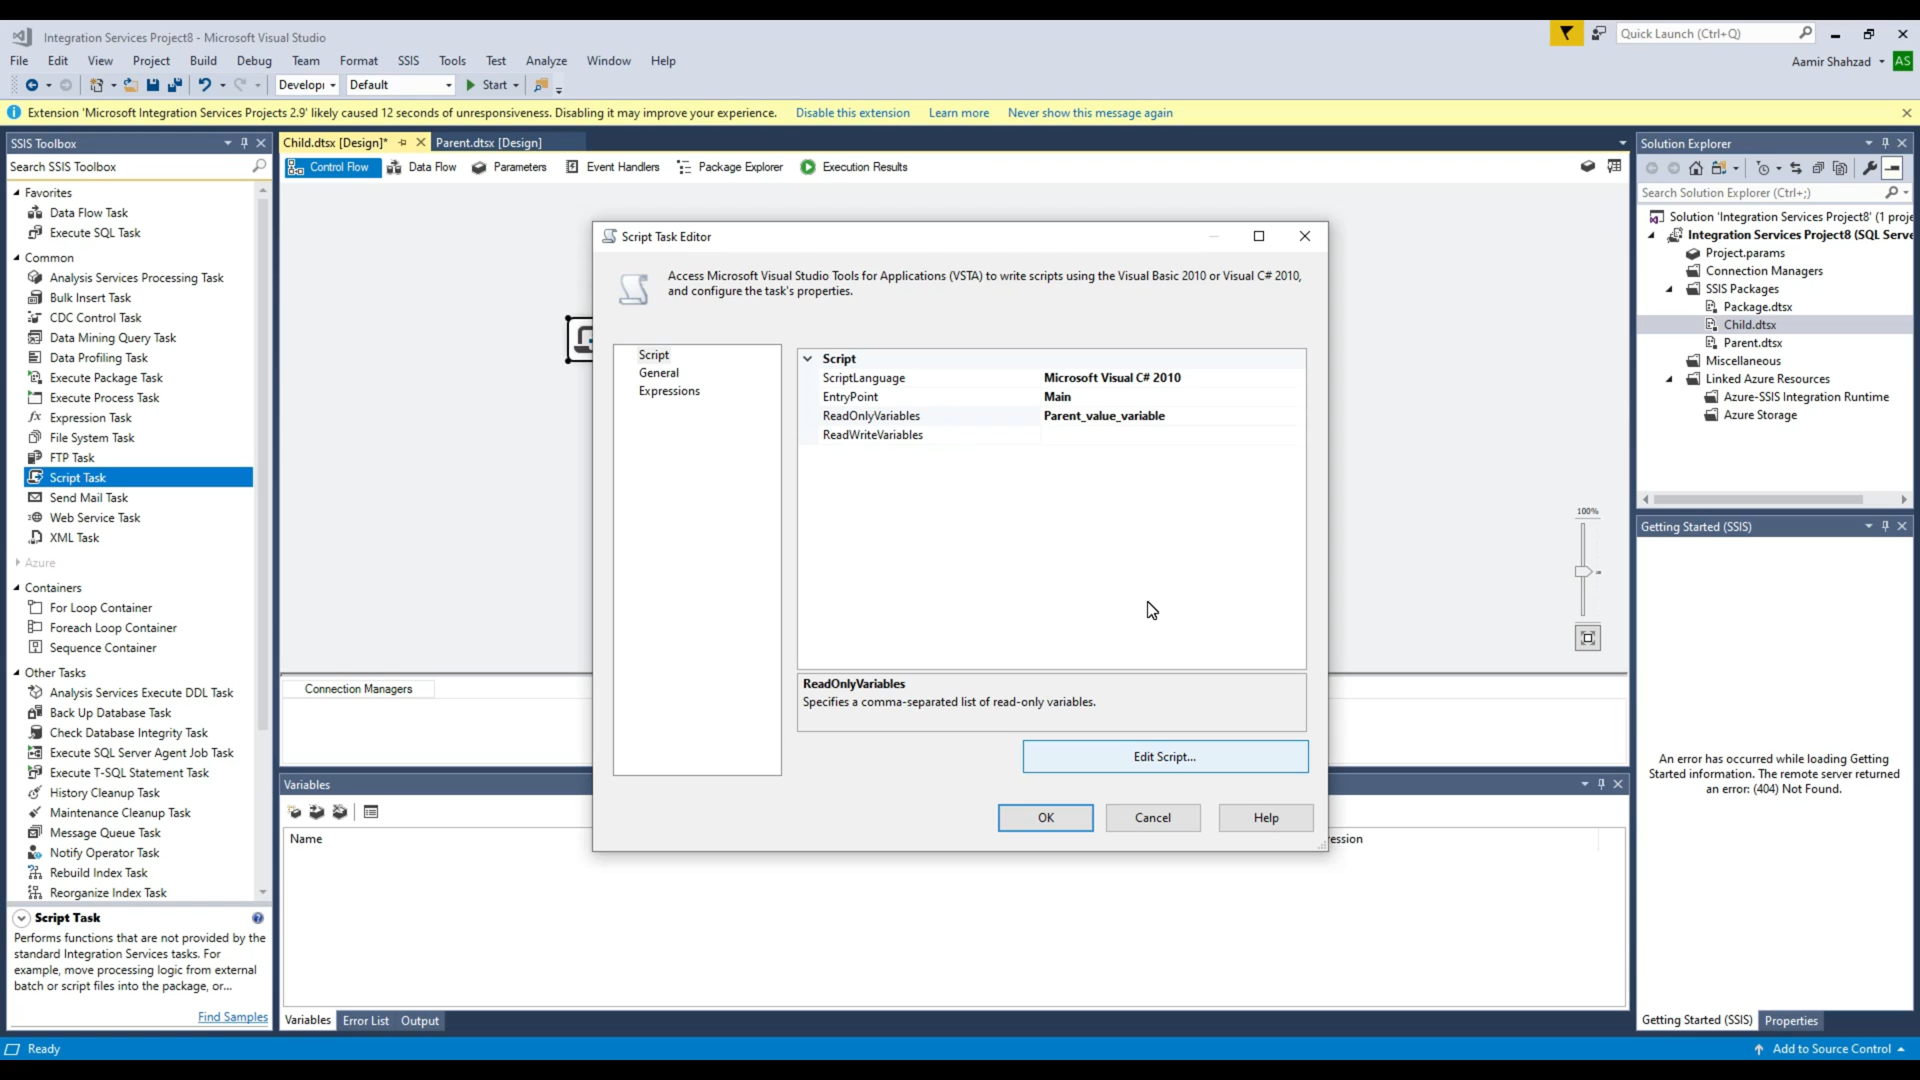 Integration Services Project8 - Microsoft Visual Studio
Quick Launch (Ctrl+Q)
File Edit View Project Build Debug Team Format SSIS Tools Test Analyze Window Help
Aamir Shahzad AS
Develop Default Start
Extension 'Microsoft Integration Services Projects 2.9' likely caused 12 seconds of unresponsiveness. Disabling it may improve your experience. Disable this extension Learn more Never show this message again
SSIS Toolbox
Search SSIS Toolbox
Favorites
Data Flow Task
Execute SQL Task
Common
Analysis Services Processing Task
Bulk Insert Task
CDC Control Task
Data Mining Query Task
Data Profiling Task
Execute Package Task
Execute Process Task
Expression Task
File System Task
FTP Task
Script Task
Send Mail Task
Web Service Task
XML Task
Azure
Containers
For Loop Container
Foreach Loop Container
Sequence Container
Other Tasks
Analysis Services Execute DDL Task
Back Up Database Task
Check Database Integrity Task
Execute SQL Server Agent Job Task
Execute T-SQL Statement Task
History Cleanup Task
Maintenance Cleanup Task
Message Queue Task
Notify Operator Task
Rebuild Index Task
Reorganize Index Task
Script Task
Performs functions that are not provided by the
standard Integration Services tasks. For
example, move processing logic from external
batch or script files into the package, or...
Find Samples
Child.dtsx [Design]* Parent.dtsx [Design]
Control Flow Data Flow Parameters Event Handlers Package Explorer Execution Results
Script Task Editor
Access Microsoft Visual Studio Tools for Applications (VSTA) to write scripts using the Visual Basic 2010 or Visual C# 2010,
and configure the task's properties.
Script
General
Expressions
Script
ScriptLanguage Microsoft Visual C# 2010
EntryPoint Main
ReadOnlyVariables Parent_value_variable
ReadWriteVariables
ReadOnlyVariables
Specifies a comma-separated list of read-only variables.
Edit Script...
OK Cancel Help
100%
Connection Managers
Variables
Name
ression
Variables Error List Output
Solution Explorer
Search Solution Explorer (Ctrl+;)
Solution 'Integration Services Project8' (1 proje
Integration Services Project8 (SQL Serve
Project.params
Connection Managers
SSIS Packages
Package.dtsx
Child.dtsx
Parent.dtsx
Miscellaneous
Linked Azure Resources
Azure-SSIS Integration Runtime
Azure Storage
Getting Started (SSIS)
An error has occurred while loading Getting
Started information. The remote server returned
an error: (404) Not Found.
Getting Started (SSIS) Properties
Ready
Add to Source Control